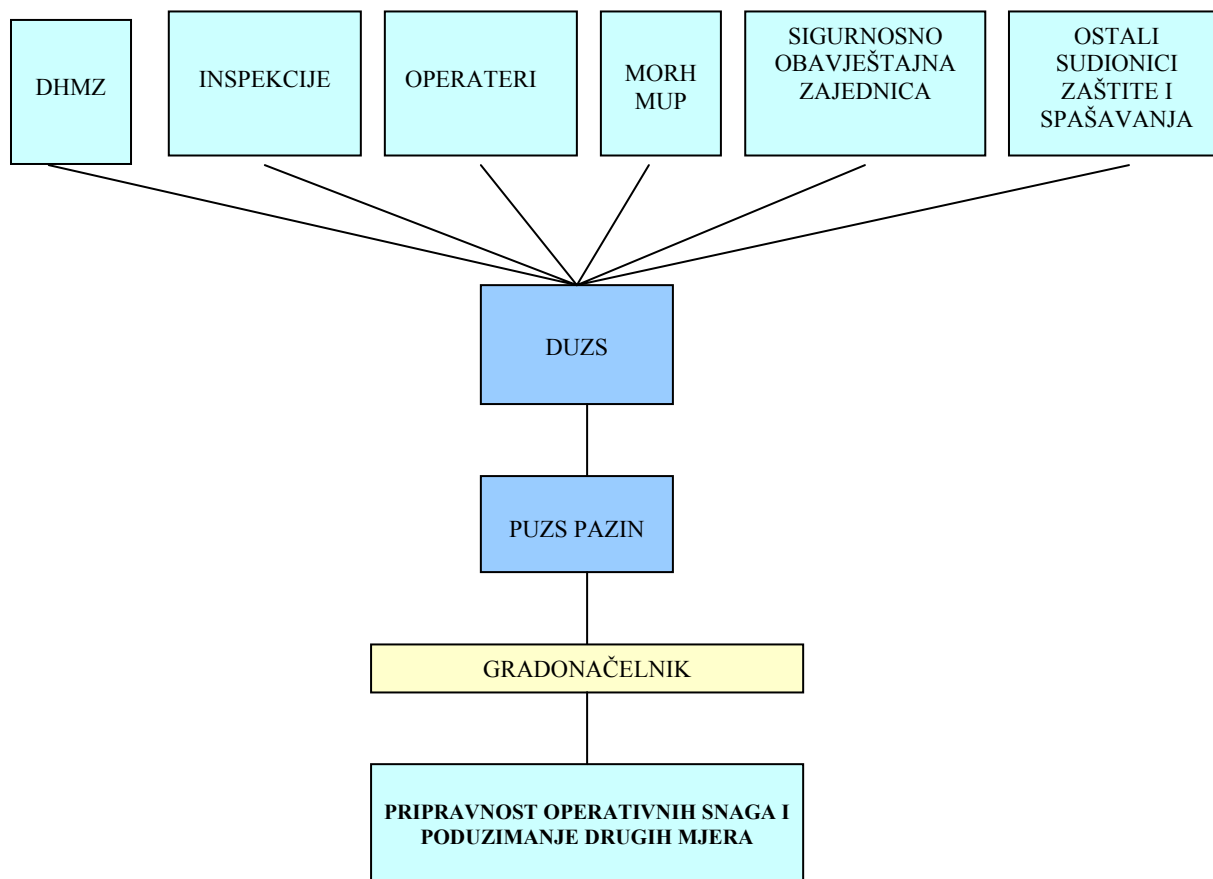 DHMZ
INSPEKCIJE
OPERATERI
MORH
MUP
SIGURNOSNO
OBAVJEŠTAJNA
ZAJEDNICA
OSTALI
SUDIONICI
ZAŠTITE I
SPAŠAVANJA
DUZS
PUZS PAZIN
GRADONAČELNIK
PRIPRAVNOST OPERATIVNIH SNAGA I
PODUZIMANJE DRUGIH MJERA